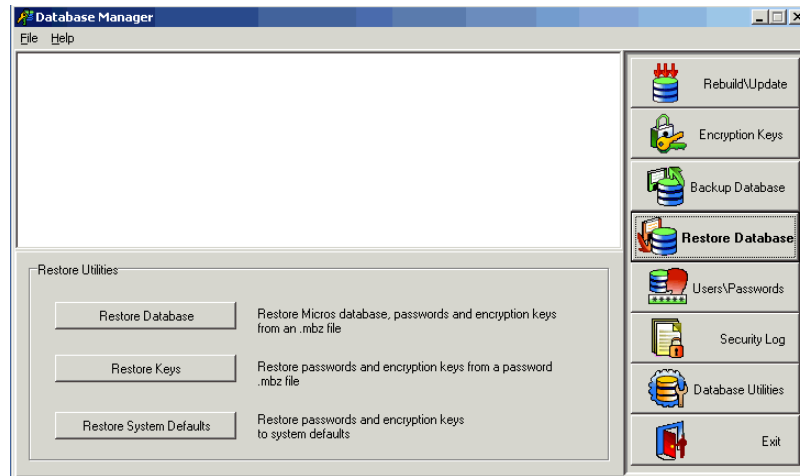 Database Manager
File Help
Rebuild\Update
Encryption Keys
Backup Database
Restore Database
Users\Passwords
Security Log
Database Utilities
Exit
Restore Utilities
Restore Database
Restore Micros database, passwords and encryption keys
from an .mbz file
Restore Keys
Restore passwords and encryption keys from a password
.mbz file
Restore System Defaults
Restore passwords and encryption keys
to system defaults